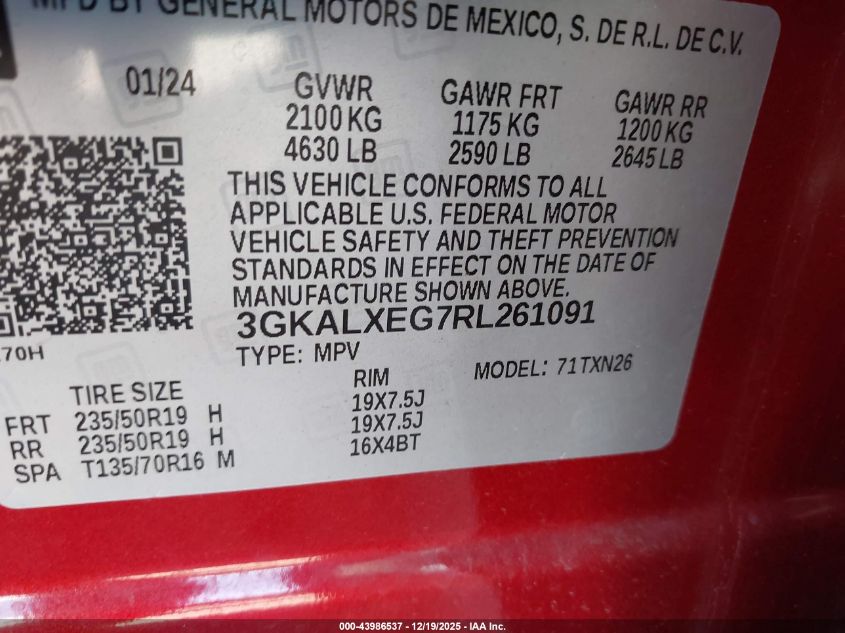 MFD BY GENERAL MOTORS DE MEXICO, S. DE R.L. DE C.V.
01/24 GVWR GAWR FRT GAWR RR
2100 KG 1175 KG 1200 KG
4630 LB 2590 LB 2645 LB
THIS VEHICLE CONFORMS TO ALL
APPLICABLE U.S. FEDERAL MOTOR
VEHICLE SAFETY AND THEFT PREVENTION
STANDARDS IN EFFECT ON THE DATE OF
MANUFACTURE SHOWN ABOVE.
3GKALXEG7RL261091
70H
TYPE: MPV MODEL: 71TXN26
TIRE SIZE RIM
FRT 235/50R19 H 19X7.5J
RR 235/50R19 H 19X7.5J
SPA T135/70R16 M 16X4BT
000-43986537 - 12/19/2025 - IAA Inc.